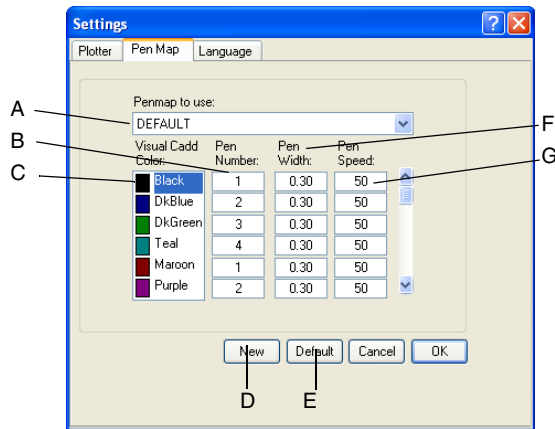 Settings
Plotter Pen Map Language
Penmap to use:
A
DEFAULT
F
B
Visual Cadd Color:
Pen Number:
Pen Width:
Pen Speed:
G
C
Black 1 0.30 50
DkBlue 2 0.30 50
DkGreen 3 0.30 50
Teal 4 0.30 50
Maroon 1 0.30 50
Purple 2 0.30 50
New Default Cancel OK
D E